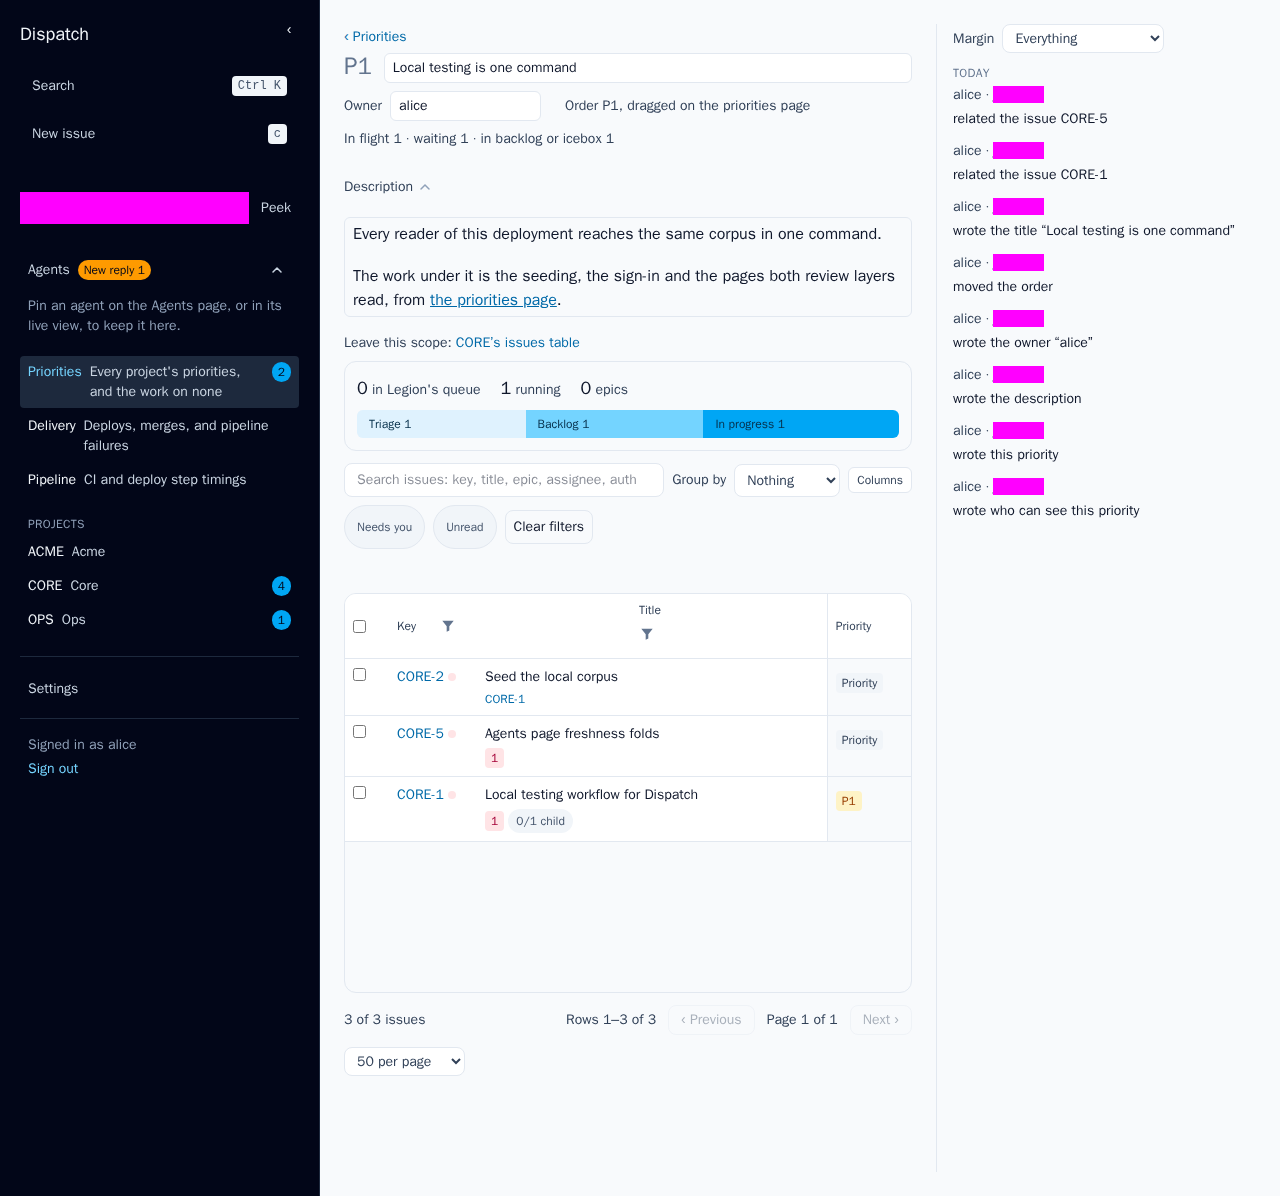 Dispatch
‹
Search
Ctrl K
New issue
C
Peek
Agents
New reply 1
Pin an agent on the Agents page, or in its
live view, to keep it here.
Priorities
Every project's priorities,
and the work on none
2
Delivery
Deploys, merges, and pipeline
failures
Pipeline
CI and deploy step timings
PROJECTS
ACME Acme
CORE Core
4
OPS Ops
1
Settings
Signed in as alice
Sign out
‹ Priorities
P1
Local testing is one command
Owner
alice
Order P1, dragged on the priorities page
In flight 1 · waiting 1 · in backlog or icebox 1
Description
Every reader of this deployment reaches the same corpus in one command.
The work under it is the seeding, the sign-in and the pages both review layers
read, from the priorities page.
Leave this scope: CORE’s issues table
0 in Legion's queue
1 running
0 epics
Triage 1
Backlog 1
In progress 1
Search issues: key, title, epic, assignee, auth
Group by
Nothing
Columns
Needs you
Unread
Clear filters
Key
Title
Priority
CORE-2
Seed the local corpus
CORE-1
Priority
CORE-5
Agents page freshness folds
1
Priority
CORE-1
Local testing workflow for Dispatch
1
0/1 child
P1
3 of 3 issues
Rows 1–3 of 3
‹ Previous
Page 1 of 1
Next ›
50 per page
Margin
Everything
TODAY
alice ·
related the issue CORE-5
alice ·
related the issue CORE-1
alice ·
wrote the title “Local testing is one command”
alice ·
moved the order
alice ·
wrote the owner “alice”
alice ·
wrote the description
alice ·
wrote this priority
alice ·
wrote who can see this priority